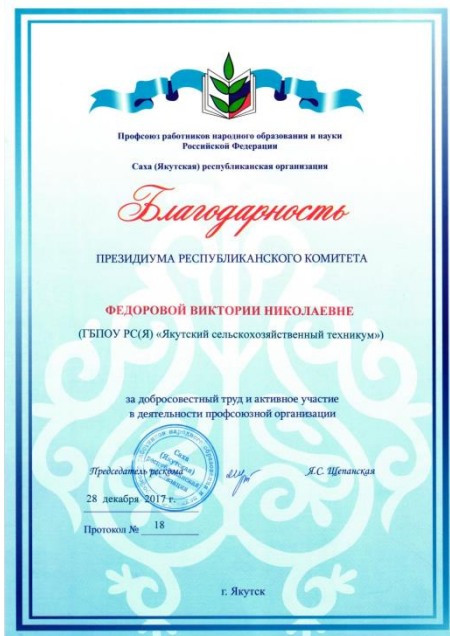 Профсоюз работников народного образования и науки
Российской Федерации
Саха (Якутская) республиканская организация
Благодарность
ПРЕЗИДИУМА РЕСПУБЛИКАНСКОГО КОМИТЕТА
ФЕДОРОВОЙ ВИКТОРИИ НИКОЛАЕВНЕ
(ГБПОУ РС(Я) «Якутский сельскохозяйственный техникум»)
за добросовестный труд и активное участие
в деятельности профсоюзной организации
Саха
(Якутская)
Председатель рескома Я.С. Щепанская
28 декабря 2017 г.
Протокол № 18
г. Якутск